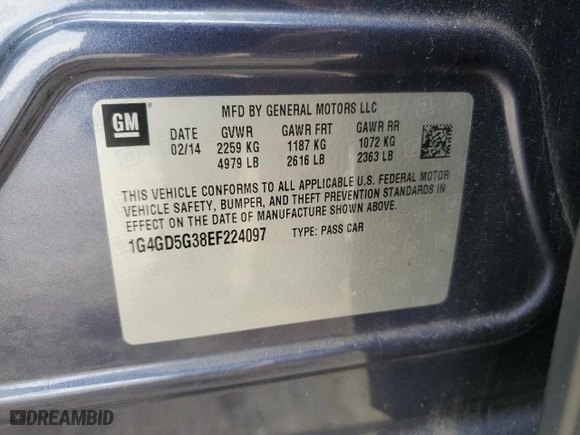 GM
MFD BY GENERAL MOTORS LLC
DATE GVWR GAWR FRT GAWR RR
02/14 2259 KG 1187 KG 1072 KG
4979 LB 2616 LB 2363 LB
THIS VEHICLE CONFORMS TO ALL APPLICABLE U.S. FEDERAL MOTOR
VEHICLE SAFETY, BUMPER, AND THEFT PREVENTION STANDARDS IN
EFFECT ON THE DATE OF MANUFACTURE SHOWN ABOVE.
1G4GD5G38EF224097 TYPE: PASS CAR
DREAMBID